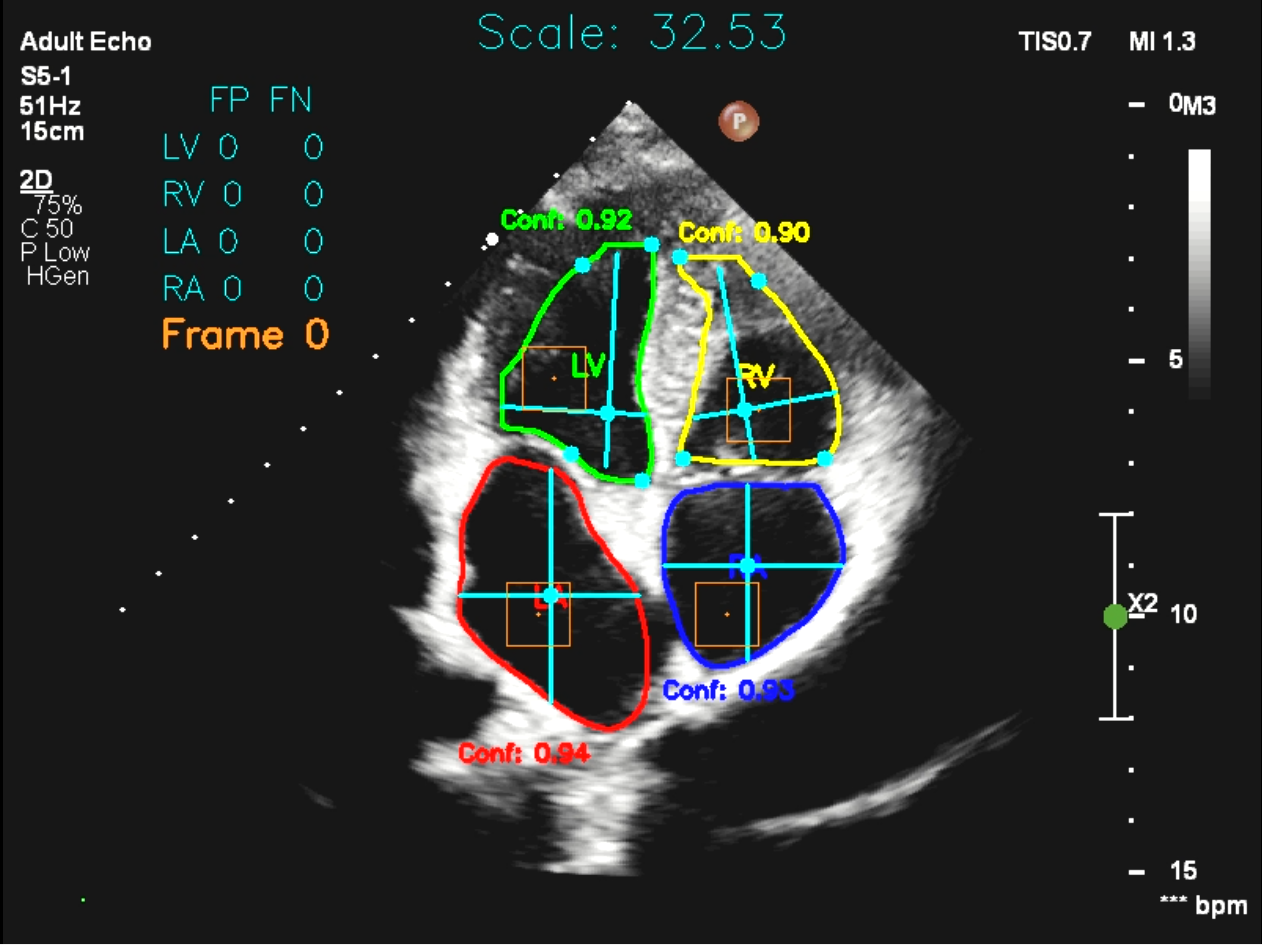 Scale: 32.53
Adult Echo
TIS0.7 MI 1.3
S5-1
51Hz
15cm
FP FN
LV 0 0
RV 0 0
LA 0 0
RA 0 0
Frame 0
2D
75%
C 50
P Low
HGen
P
0
M3
Conf: 0.92
Conf: 0.90
LV
RV
5
LA
RA
X2
10
Conf: 0.93
Conf: 0.94
15
*** bpm